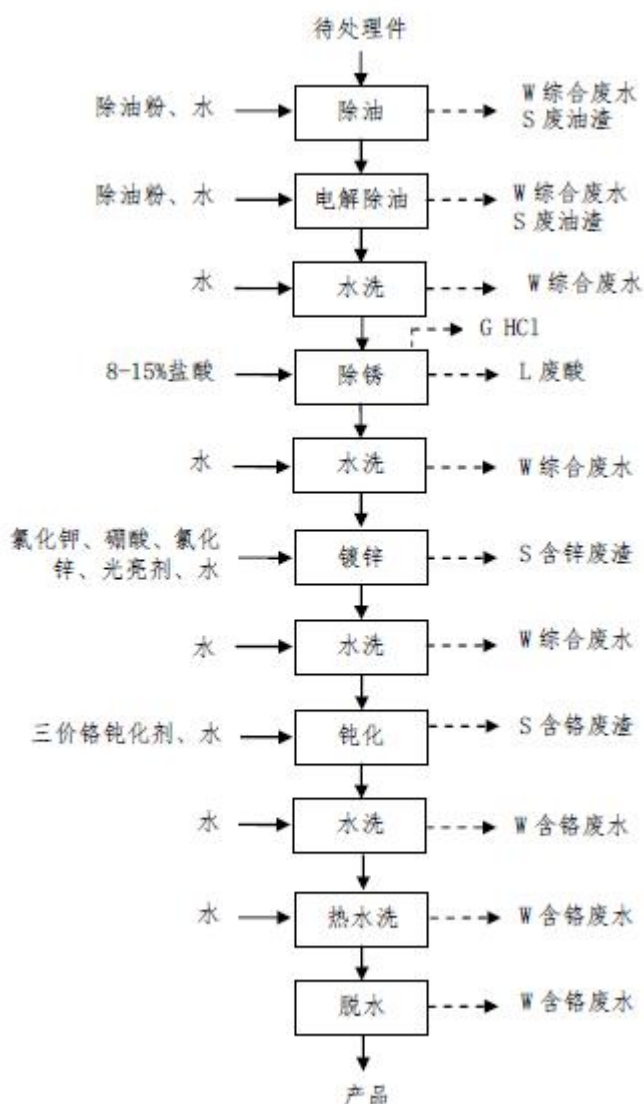 待处理件
除油粉、水
除油
W 综合废水
S 废油渣
除油粉、水
电解除油
W 综合废水
S 废油渣
水
水洗
W 综合废水
G HCl
8-15%盐酸
除锈
L 废酸
水
水洗
W 综合废水
氯化钾、硼酸、氯化
锌、光亮剂、水
镀锌
S 含锌废渣
水
水洗
W 综合废水
三价铬钝化剂、水
钝化
S 含铬废渣
水
水洗
W 含铬废水
水
热水洗
W 含铬废水
脱水
W 含铬废水
产品